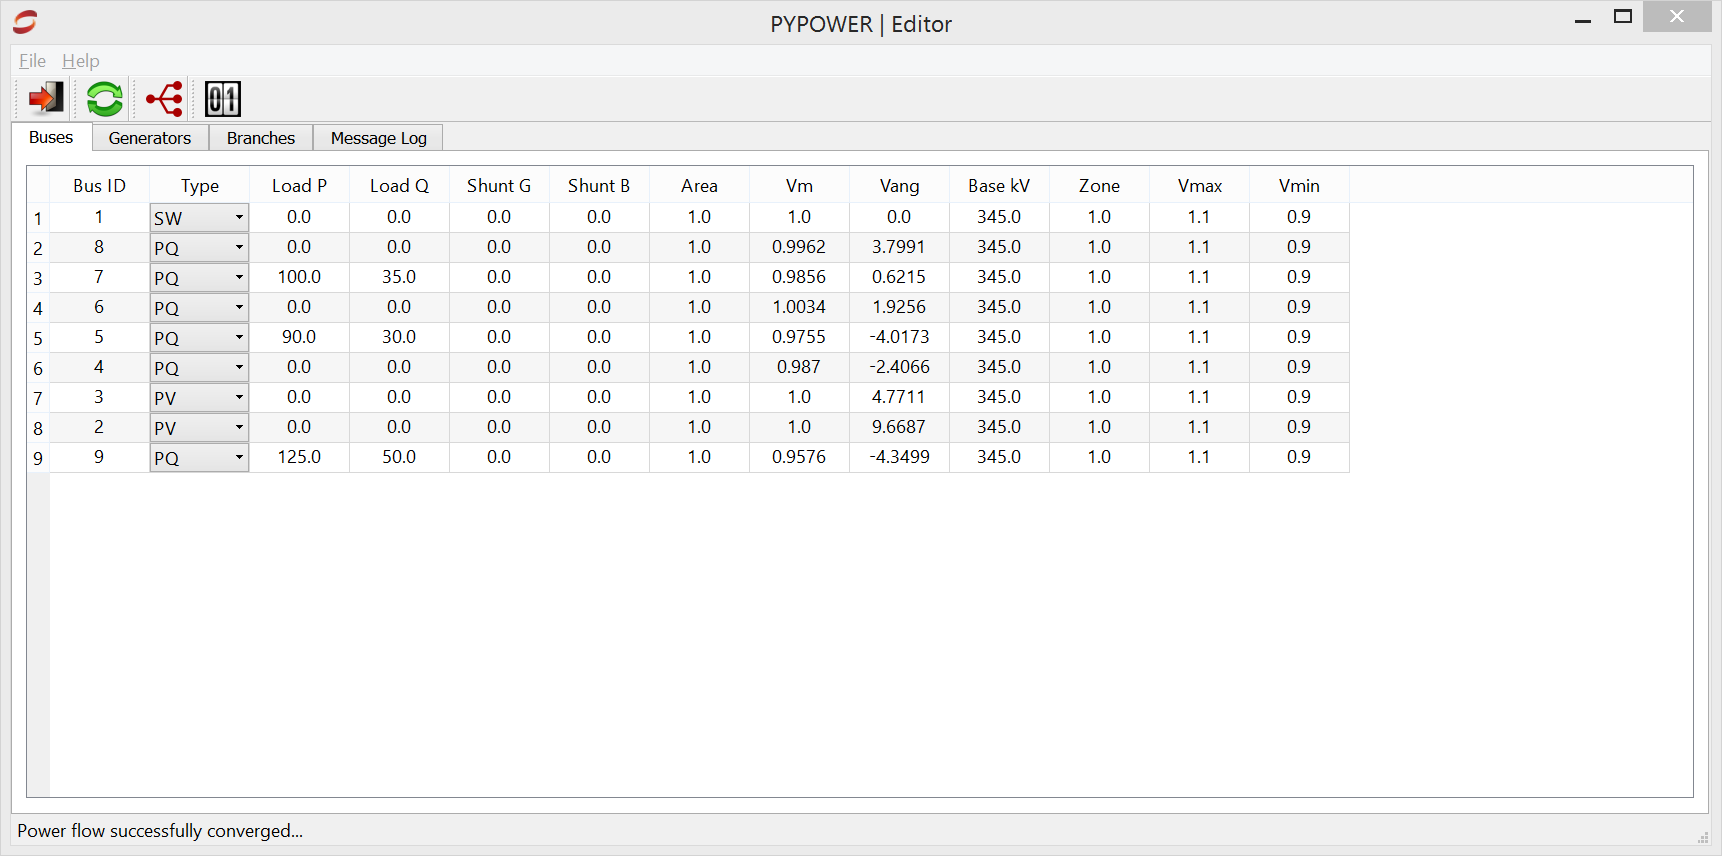 PYPOWER | Editor
File Help
01
Buses Generators Branches Message Log
Bus ID Type Load P Load Q Shunt G Shunt B Area Vm Vang Base kV Zone Vmax Vmin
1 1 SW 0.0 0.0 0.0 0.0 1.0 1.0 0.0 345.0 1.0 1.1 0.9
2 8 PQ 0.0 0.0 0.0 0.0 1.0 0.9962 3.7991 345.0 1.0 1.1 0.9
3 7 PQ 100.0 35.0 0.0 0.0 1.0 0.9856 0.6215 345.0 1.0 1.1 0.9
4 6 PQ 0.0 0.0 0.0 0.0 1.0 1.0034 1.9256 345.0 1.0 1.1 0.9
5 5 PQ 90.0 30.0 0.0 0.0 1.0 0.9755 -4.0173 345.0 1.0 1.1 0.9
6 4 PQ 0.0 0.0 0.0 0.0 1.0 0.987 -2.4066 345.0 1.0 1.1 0.9
7 3 PV 0.0 0.0 0.0 0.0 1.0 1.0 4.7711 345.0 1.0 1.1 0.9
8 2 PV 0.0 0.0 0.0 0.0 1.0 1.0 9.6687 345.0 1.0 1.1 0.9
9 9 PQ 125.0 50.0 0.0 0.0 1.0 0.9576 -4.3499 345.0 1.0 1.1 0.9
Power flow successfully converged...